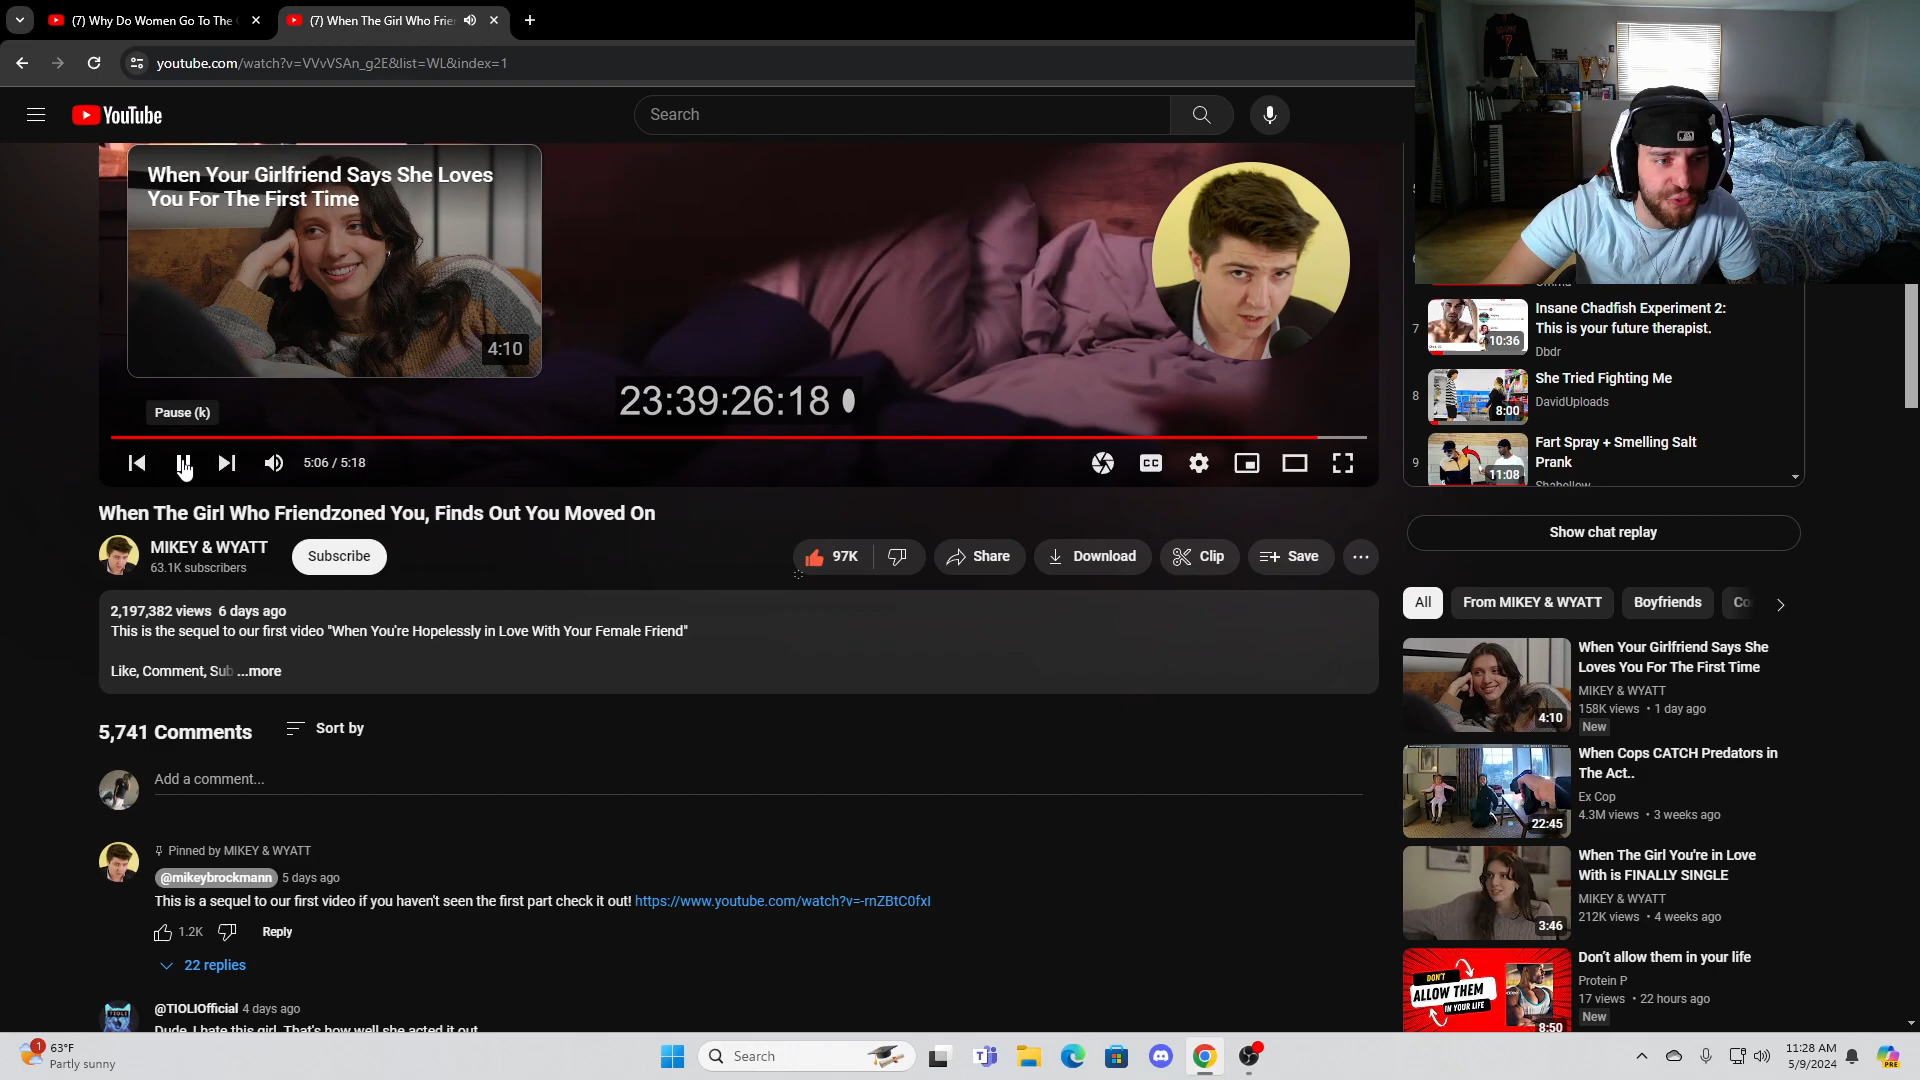 (7) Why Do Women Go To The
(7) When The Girl Who Frie
youtube.com/watch?v=VVvVSAn_g2E&list=WL&index=1
YouTube
Search
When Your Girlfriend Says She Loves
You For The First Time
4:10
23:39:26:18
Pause (k)
5:06 / 5:18
CC
When The Girl Who Friendzoned You, Finds Out You Moved On
MIKEY & WYATT
63.1K subscribers
Subscribe
97K
Share
Download
Clip
Save
2,197,382 views 6 days ago
This is the sequel to our first video "When You're Hopelessly in Love With Your Female Friend"
Like, Comment, Sub ...more
5,741 Comments
Sort by
Add a comment...
Pinned by MIKEY & WYATT
@mikeybrockmann 5 days ago
This is a sequel to our first video if you haven't seen the first part check it out! https://www.youtube.com/watch?v=-rnZBtC0fxI
1.2K
Reply
22 replies
@TIOLIOfficial 4 days ago
Dude, I hate this girl. That's how well she acted it out
7
Insane Chadfish Experiment 2:
This is your future therapist.
10:36
Dbdr
8
She Tried Fighting Me
DavidUploads
8:00
9
Fart Spray + Smelling Salt
Prank
11:08
Show chat replay
All
From MIKEY & WYATT
Boyfriends
Co
When Your Girlfriend Says She
Loves You For The First Time
MIKEY & WYATT
158K views • 1 day ago
New
4:10
When Cops CATCH Predators in
The Act..
Ex Cop
4.3M views • 3 weeks ago
22:45
When The Girl You're in Love
With is FINALLY SINGLE
MIKEY & WYATT
212K views • 4 weeks ago
3:46
Don't allow them in your life
Protein P
17 views • 22 hours ago
New
DON'T
ALLOW THEM
IN YOUR LIFE
8:50
1
63°F
Partly sunny
Search
11:28 AM
5/9/2024
PRE